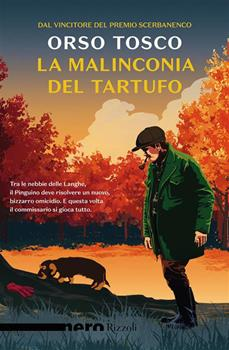 DAL VINCITORE DEL PREMIO SCERBANENCO
ORSO TOSCO
LA MALINCONIA
DEL TARTUFO
Tra le nebbie delle Langhe,
il Pinguino deve risolvere un nuovo,
bizzarro omicidio. E questa volta
il commissario si gioca tutto.
nero Rizzoli